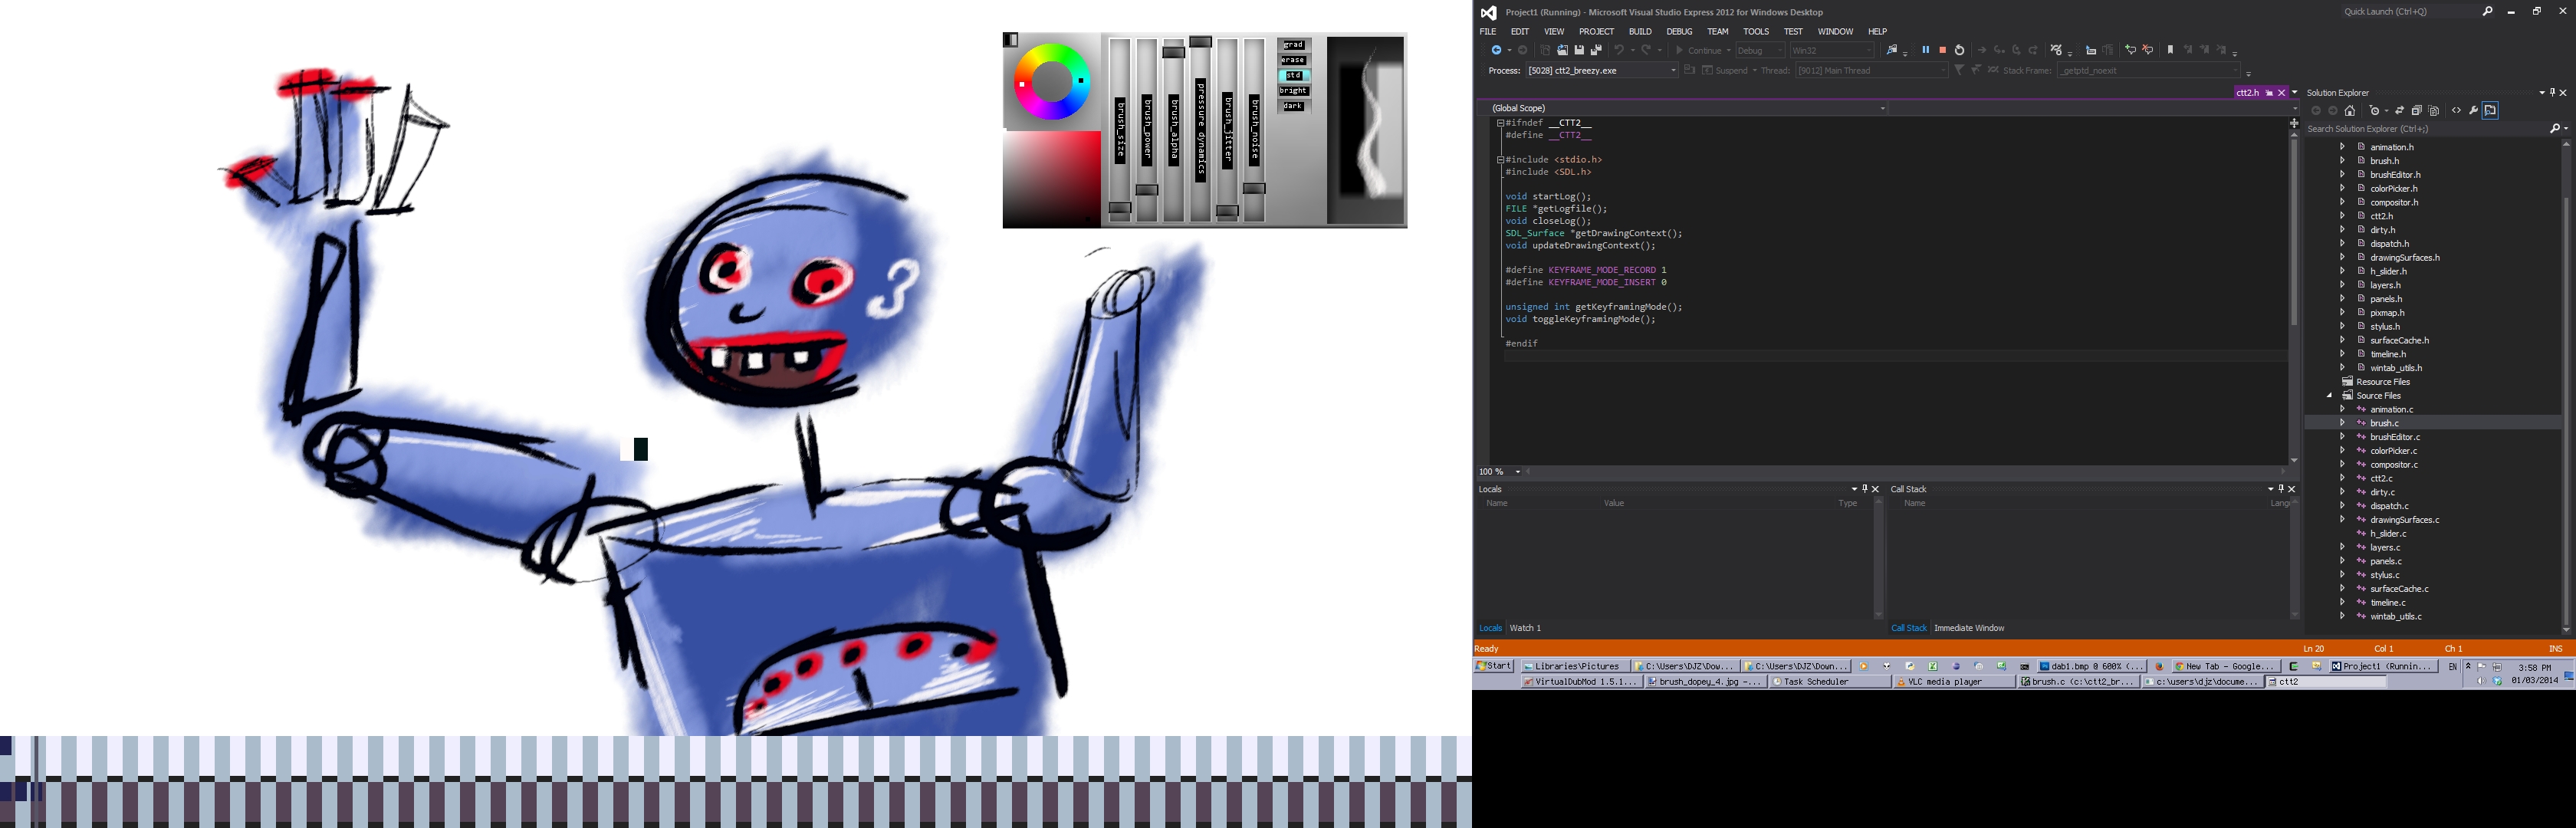 3
grad
erase
std
bright
dark
brush_size
brush_power
brush_alpha
pressure dynamics
brush_jitter
brush_noise
Project1 (Running) - Microsoft Visual Studio Express 2012 for Windows Desktop
Quick Launch (Ctrl+Q)
FILE EDIT VIEW PROJECT BUILD DEBUG TEAM TOOLS TEST WINDOW HELP
Continue Debug Win32
Process: [5028] ctt2_breezy.exe Suspend Thread: [9012] Main Thread Stack Frame: _getptd_noexit
ctt2.h
(Global Scope)
#ifndef __CTT2__
#define __CTT2__
#include <stdio.h>
#include <SDL.h>
void startLog();
FILE *getLogfile();
void closeLog();
SDL_Surface *getDrawingContext();
void updateDrawingContext();
#define KEYFRAME_MODE_RECORD 1
#define KEYFRAME_MODE_INSERT 0
unsigned int getKeyframingMode();
void toggleKeyframingMode();
#endif
100 %
Solution Explorer
Search Solution Explorer (Ctrl+;)
animation.h
brush.h
brushEditor.h
colorPicker.h
compositor.h
ctt2.h
dirty.h
dispatch.h
drawingSurfaces.h
h_slider.h
layers.h
panels.h
pixmap.h
stylus.h
surfaceCache.h
timeline.h
wintab_utils.h
Resource Files
Source Files
animation.c
brush.c
brushEditor.c
colorPicker.c
compositor.c
ctt2.c
dirty.c
dispatch.c
drawingSurfaces.c
h_slider.c
layers.c
panels.c
stylus.c
surfaceCache.c
timeline.c
wintab_utils.c
Locals
Name Value Type
Call Stack
Name Lang
Locals Watch 1
Call Stack Immediate Window
Ready Ln 20 Col 1 Ch 1 INS
Start Libraries\Pictures C:\Users\DJZ\Dow... C:\Users\DJZ\Down... dab1.bmp @ 600% (... New Tab - Google... Project1 (Runnin... EN 3:58 PM
VirtualDubMod 1.5.1... brush_dopey_4.jpg -... Task Scheduler VLC media player brush.c (c:\ctt2_br... c:\users\djz\docume... ctt2 01/03/2014